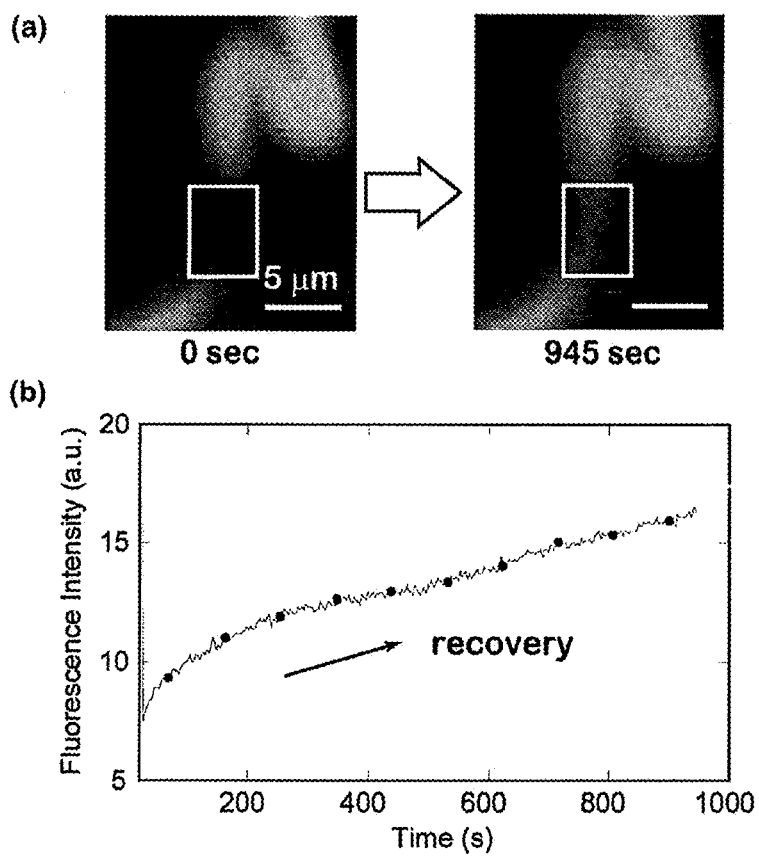 (a)
5 μm
0 sec
945 sec
(b)
Fluorescence Intensity (a.u.)
20
15
10
5
recovery
200
400
600
800
1000
Time (s)